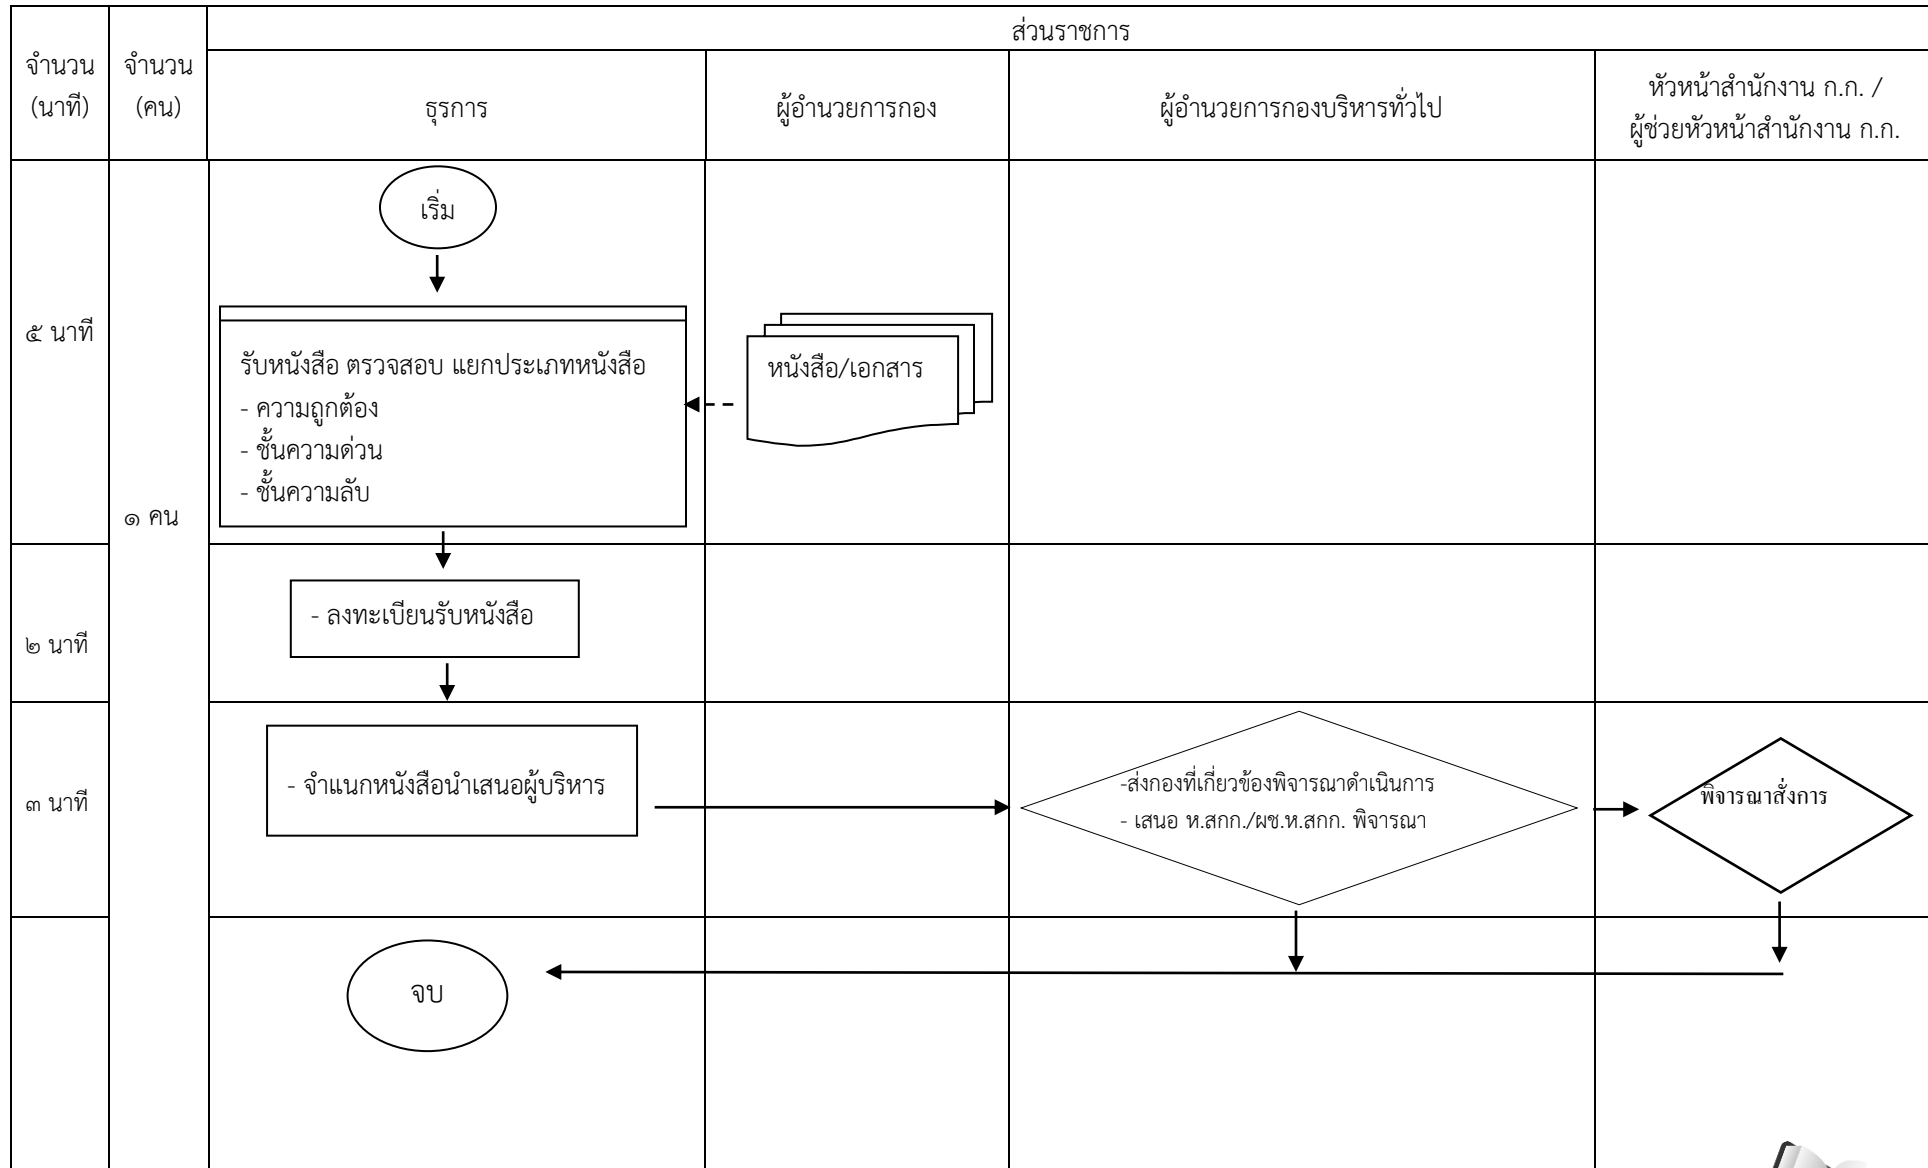 ส่วนราชการ
จำนวน
(นาที)
จำนวน
(คน)
ธุรการ
ผู้อำนวยการกอง
ผู้อำนวยการกองบริหารทั่วไป
หัวหน้าสำนักงาน ก.ก. /
ผู้ช่วยหัวหน้าสำนักงาน ก.ก.
เริ่ม
๕ นาที
รับหนังสือ ตรวจสอบ แยกประเภทหนังสือ
- ความถูกต้อง
- ชั้นความด่วน
- ชั้นความลับ
หนังสือ/เอกสาร
๑ คน
- ลงทะเบียนรับหนังสือ
๒ นาที
๓ นาที
- จำแนกหนังสือนำเสนอผู้บริหาร
-ส่งกองที่เกี่ยวข้องพิจารณาดำเนินการ
- เสนอ ห.สกก./ผช.ห.สกก. พิจารณา
พิจารณาสั่งการ
จบ